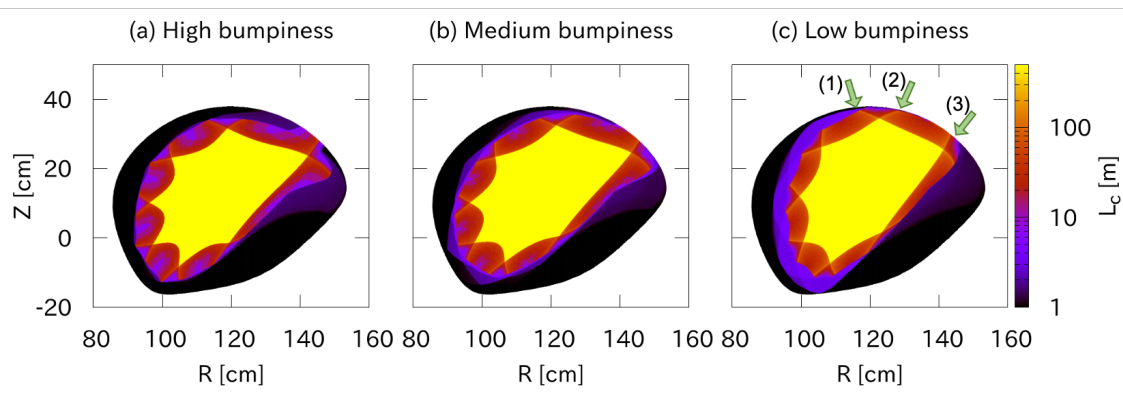 (a) High bumpiness (b) Medium bumpiness (c) Low bumpiness
(1) (2) (3)
40
20
0
-20
Z [cm]
100
10
1
L_c [m]
80 100 120 140 160 80 100 120 140 160 80 100 120 140 160
R [cm] R [cm] R [cm]